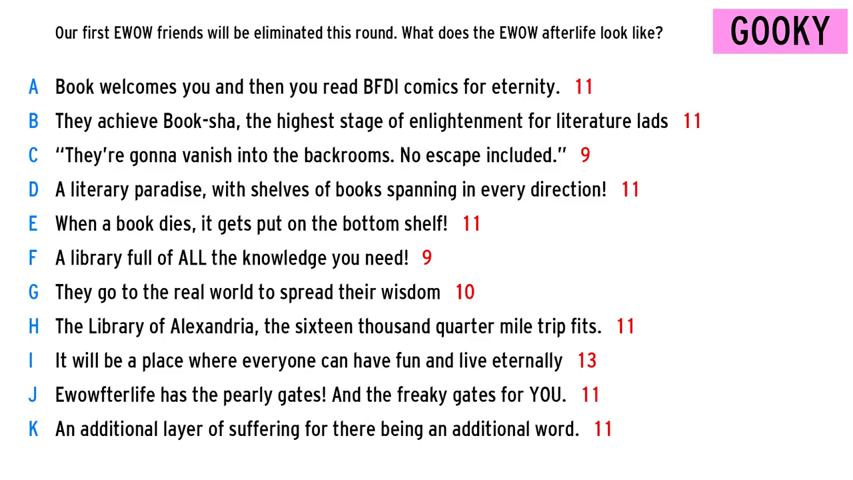 Our first EWOW friends will be eliminated this round. What does the EWOW afterlife look like?
GOOKY
A Book welcomes you and then you read BFDI comics for eternity. 11
B They achieve Book-sha, the highest stage of enlightenment for literature lads 11
C “They’re gonna vanish into the backrooms. No escape included.” 9
D A literary paradise, with shelves of books spanning in every direction! 11
E When a book dies, it gets put on the bottom shelf! 11
F A library full of ALL the knowledge you need! 9
G They go to the real world to spread their wisdom 10
H The Library of Alexandria, the sixteen thousand quarter mile trip fits. 11
I It will be a place where everyone can have fun and live eternally 13
J Ewowfterlife has the pearly gates! And the freaky gates for YOU. 11
K An additional layer of suffering for there being an additional word. 11